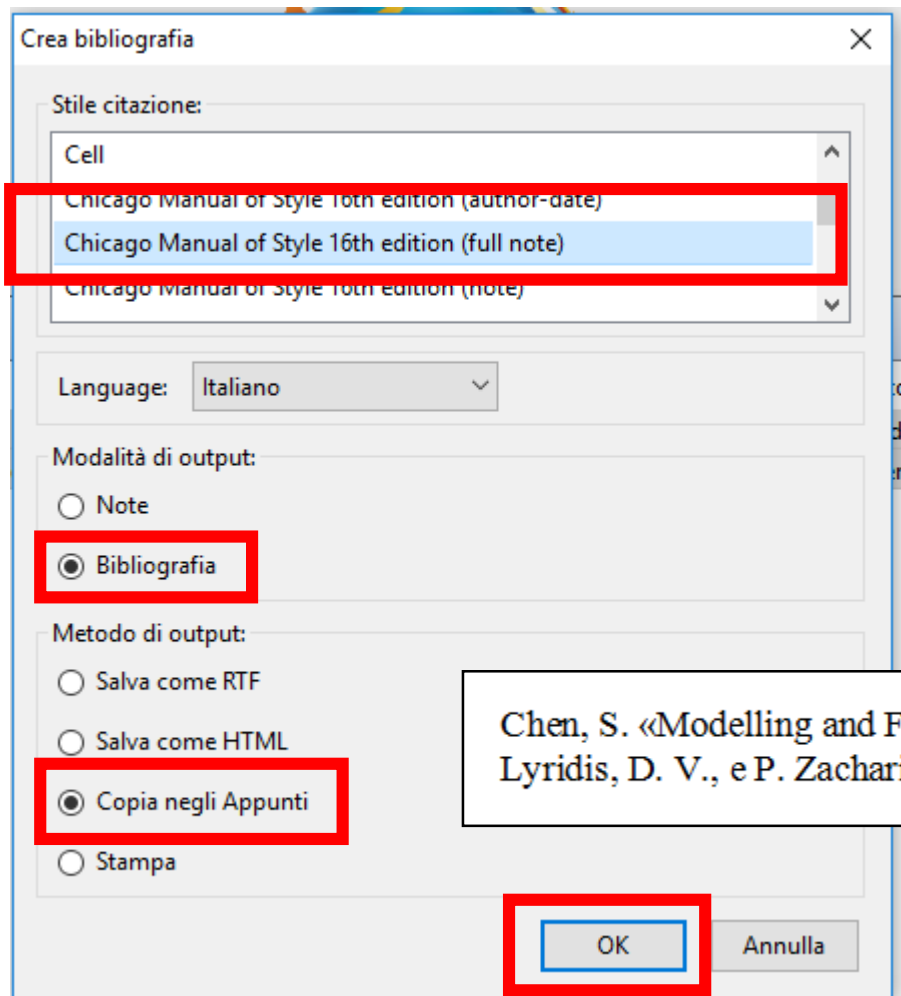 Crea bibliografia
Stile citazione:
Cell
Chicago Manual of Style 16th edition (author-date)
Chicago Manual of Style 16th edition (full note)
Chicago Manual of Style 16th edition (note)
Language: Italiano
Modalità di output:
Note
Bibliografia
Metodo di output:
Salva come RTF
Salva come HTML
Chen, S. «Modelling and F
Lyridis, D. V., e P. Zachari
Copia negli Appunti
Stampa
OK Annulla